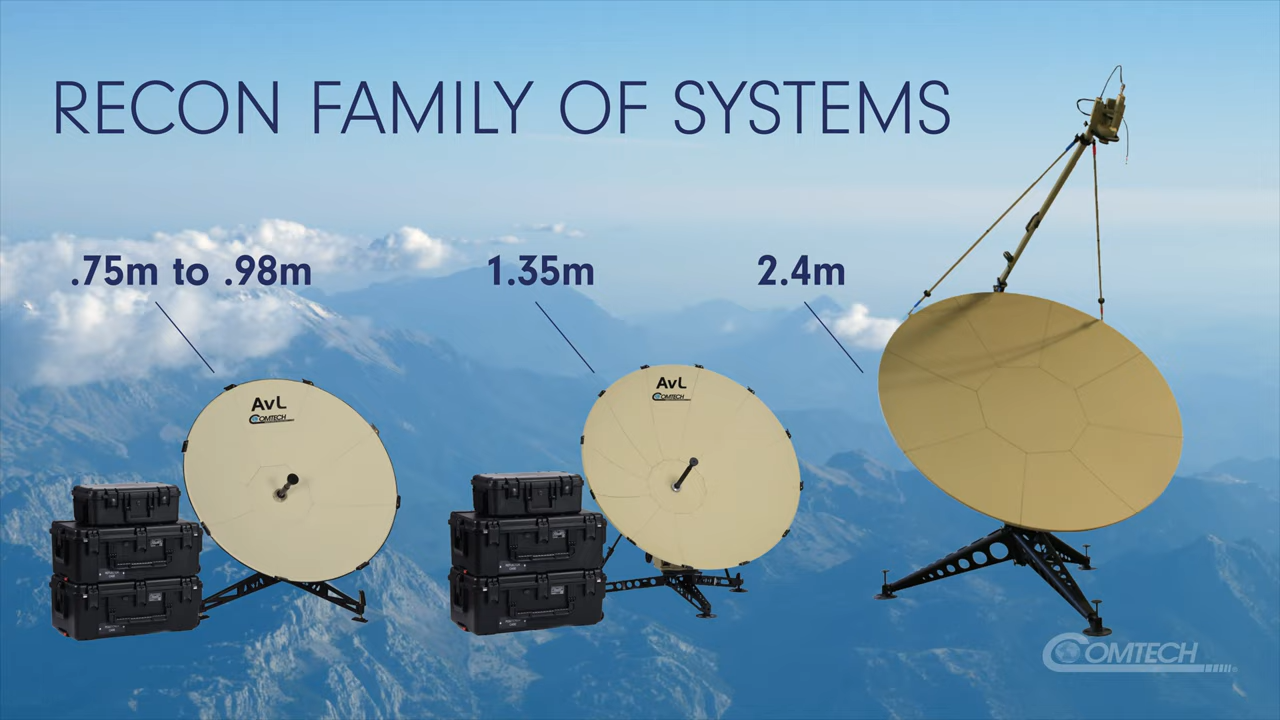 RECON FAMILY OF SYSTEMS
.75m to .98m
1.35m
2.4m
AvL
COMTECH
AvL
COMTECH
COMTECH